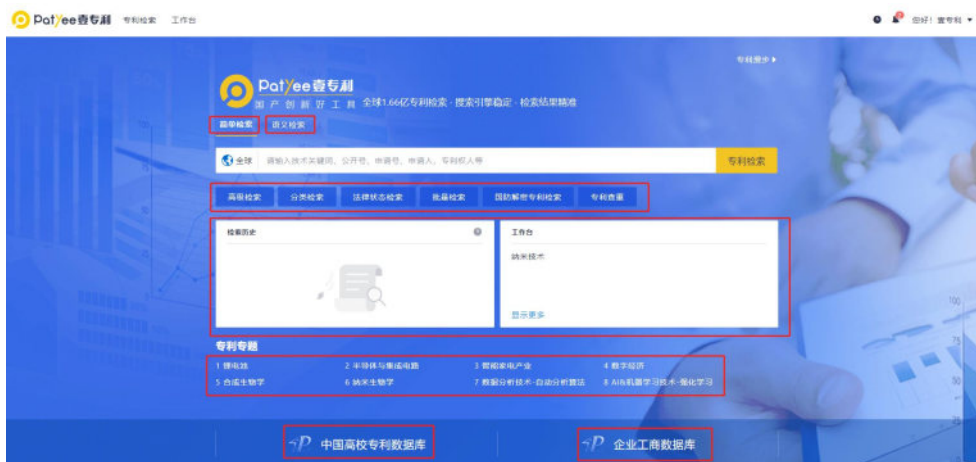 Patyee壹专利 专利检索 工作台 2 您好！壹专利
专利漫步
Patyee壹专利
国产创新好工具 全球1.66亿专利检索·搜索引擎稳定·检索结果精准
简单检索 语义检索
全球 请输入技术关键词、公开号、申请号、申请人、专利权人等 专利检索
高级检索 分类检索 法律状态检索 批量检索 国防解密专利检索 专利查重
检索历史 工作台
纳米技术
显示更多
专利专题
1 锂电池 2 半导体与集成电路 3 智能家电产业 4 数字经济
5 合成生物学 6 纳米生物学 7 数据分析技术-自动分析算法 8 AI&机器学习技术-强化学习
中国高校专利数据库 企业工商数据库
100
75
50
25